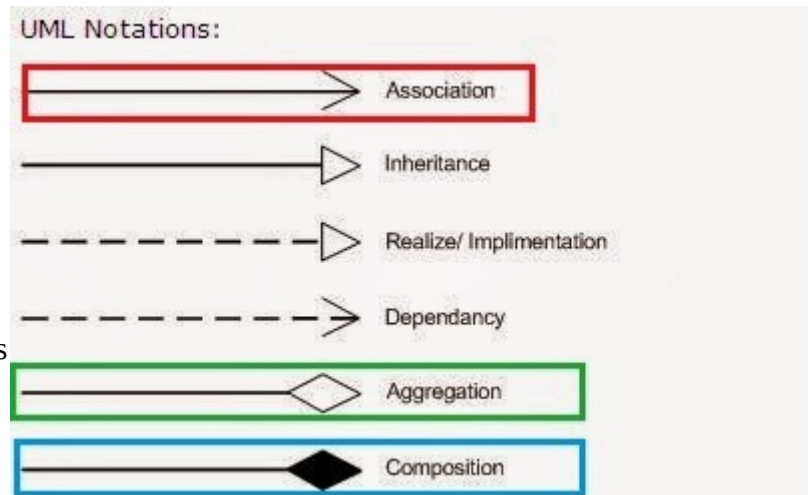 UML Notations:
Association
Inheritance
Realize/ Implimentation
Dependancy
s
Aggregation
Composition